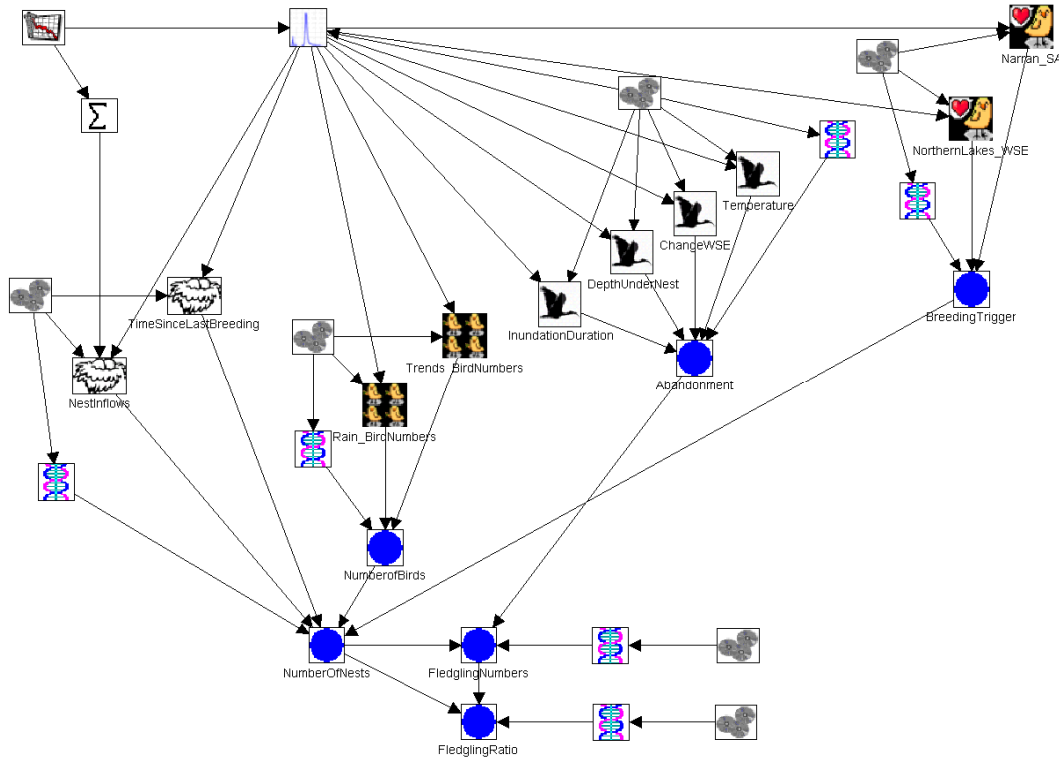 Narran_SA
NorthernLakes_WSE
Temperature
ChangeWSE
DepthUnderNest
InundationDuration
TimeSinceLastBreeding
BreedingTrigger
Trends_BirdNumbers
NestInflows
Abandonment
Rain_BirdNumbers
NumberofBirds
NumberOfNests
FledglingNumbers
FledglingRatio
Σ